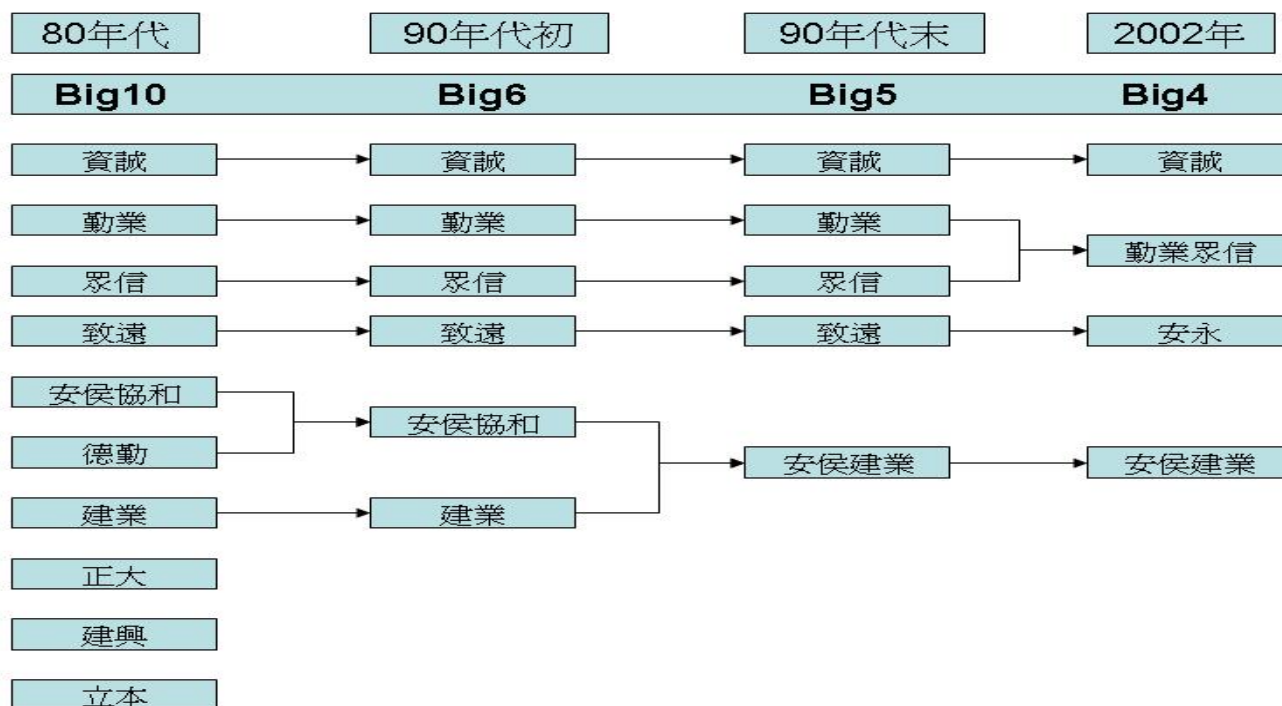 80年代 90年代初 90年代末 2002年
Big10 Big6 Big5 Big4
資誠 資誠 資誠 資誠
勤業 勤業 勤業
勤業眾信
眾信 眾信 眾信
致遠 致遠 致遠 安永
安侯協和
安侯協和
德勤
安侯建業 安侯建業
建業 建業
正大
建興
立本